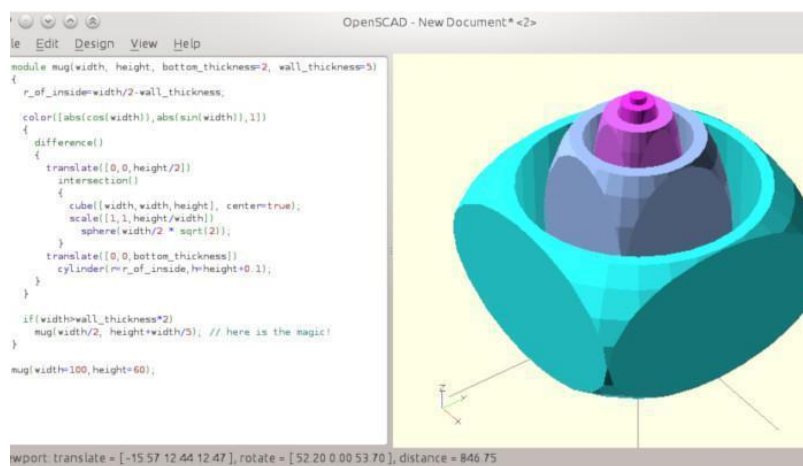 OpenSCAD - New Document* <2>
le Edit Design View Help
module mug(width, height, bottom_thickness=2, wall_thickness=5)
{
r_of_inside=width/2-wall_thickness;
color([abs(cos(width)),abs(sin(width)),1])
{
difference()
{
translate([0,0,height/2])
intersection()
{
cube([width,width,height], center=true);
scale([1,1,height/width])
sphere(width/2 * sqrt(2));
}
translate([0,0,bottom_thickness])
cylinder(r=r_of_inside,h=height+0.1);
}
}
if(width>wall_thickness*2)
mug(width/2, height+width/5); // here is the magic!
}
mug(width=100,height=60);
Z
Y
X
ewport: translate = [ -15.57 12.44 12.47 ], rotate = [ 52.20 0.00 53.70 ], distance = 846.75